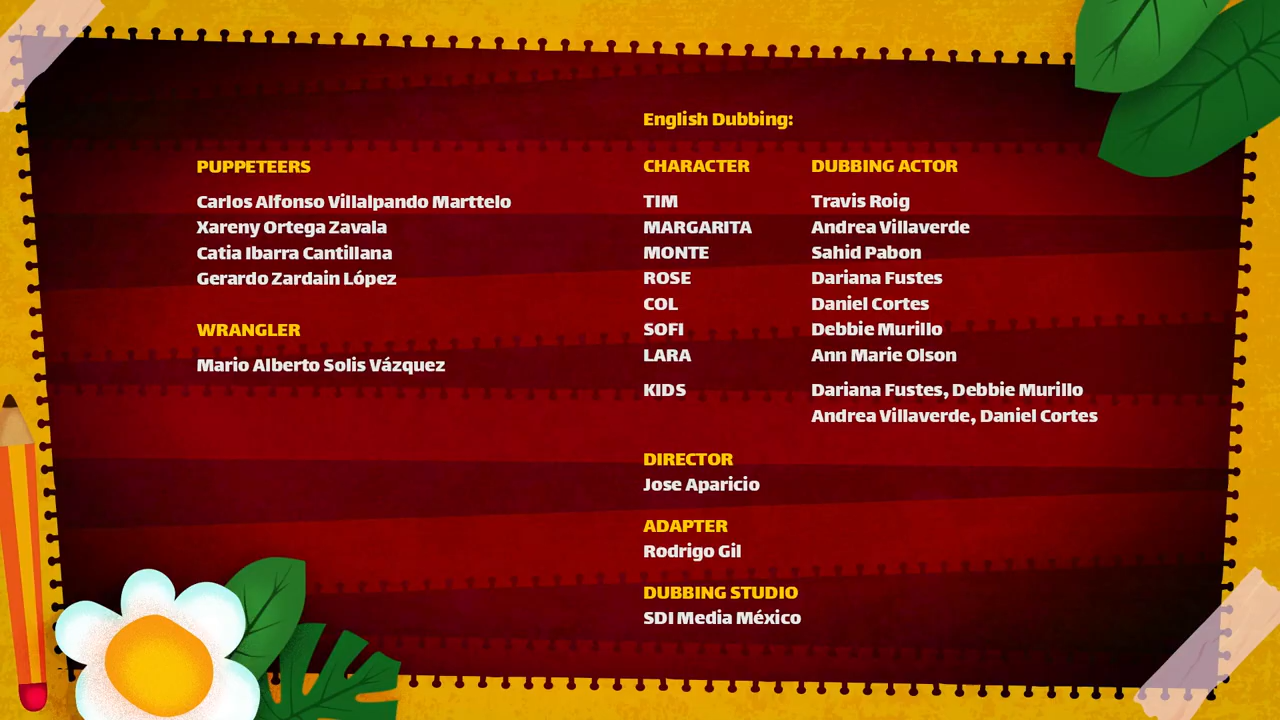 PUPPETEERS
Carlos Alfonso Villalpando Marttelo
Xareny Ortega Zavala
Catia Ibarra Cantillana
Gerardo Zardain López
WRANGLER
Mario Alberto Solis Vázquez
English Dubbing:
CHARACTER DUBBING ACTOR
TIM Travis Roig
MARGARITA Andrea Villaverde
MONTE Sahid Pabon
ROSE Dariana Fustes
COL Daniel Cortes
SOFI Debbie Murillo
LARA Ann Marie Olson
KIDS Dariana Fustes, Debbie Murillo
Andrea Villaverde, Daniel Cortes
DIRECTOR
Jose Aparicio
ADAPTER
Rodrigo Gil
DUBBING STUDIO
SDI Media México